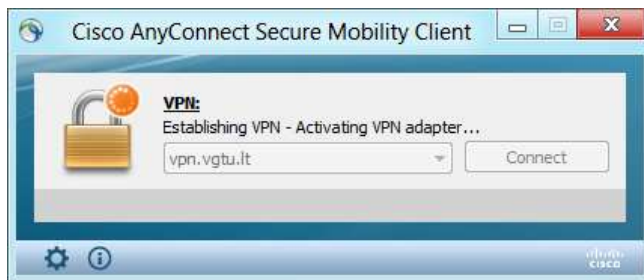 Cisco AnyConnect Secure Mobility Client
VPN:
Establishing VPN - Activating VPN adapter...
vpn.vgtu.lt
Connect
cisco